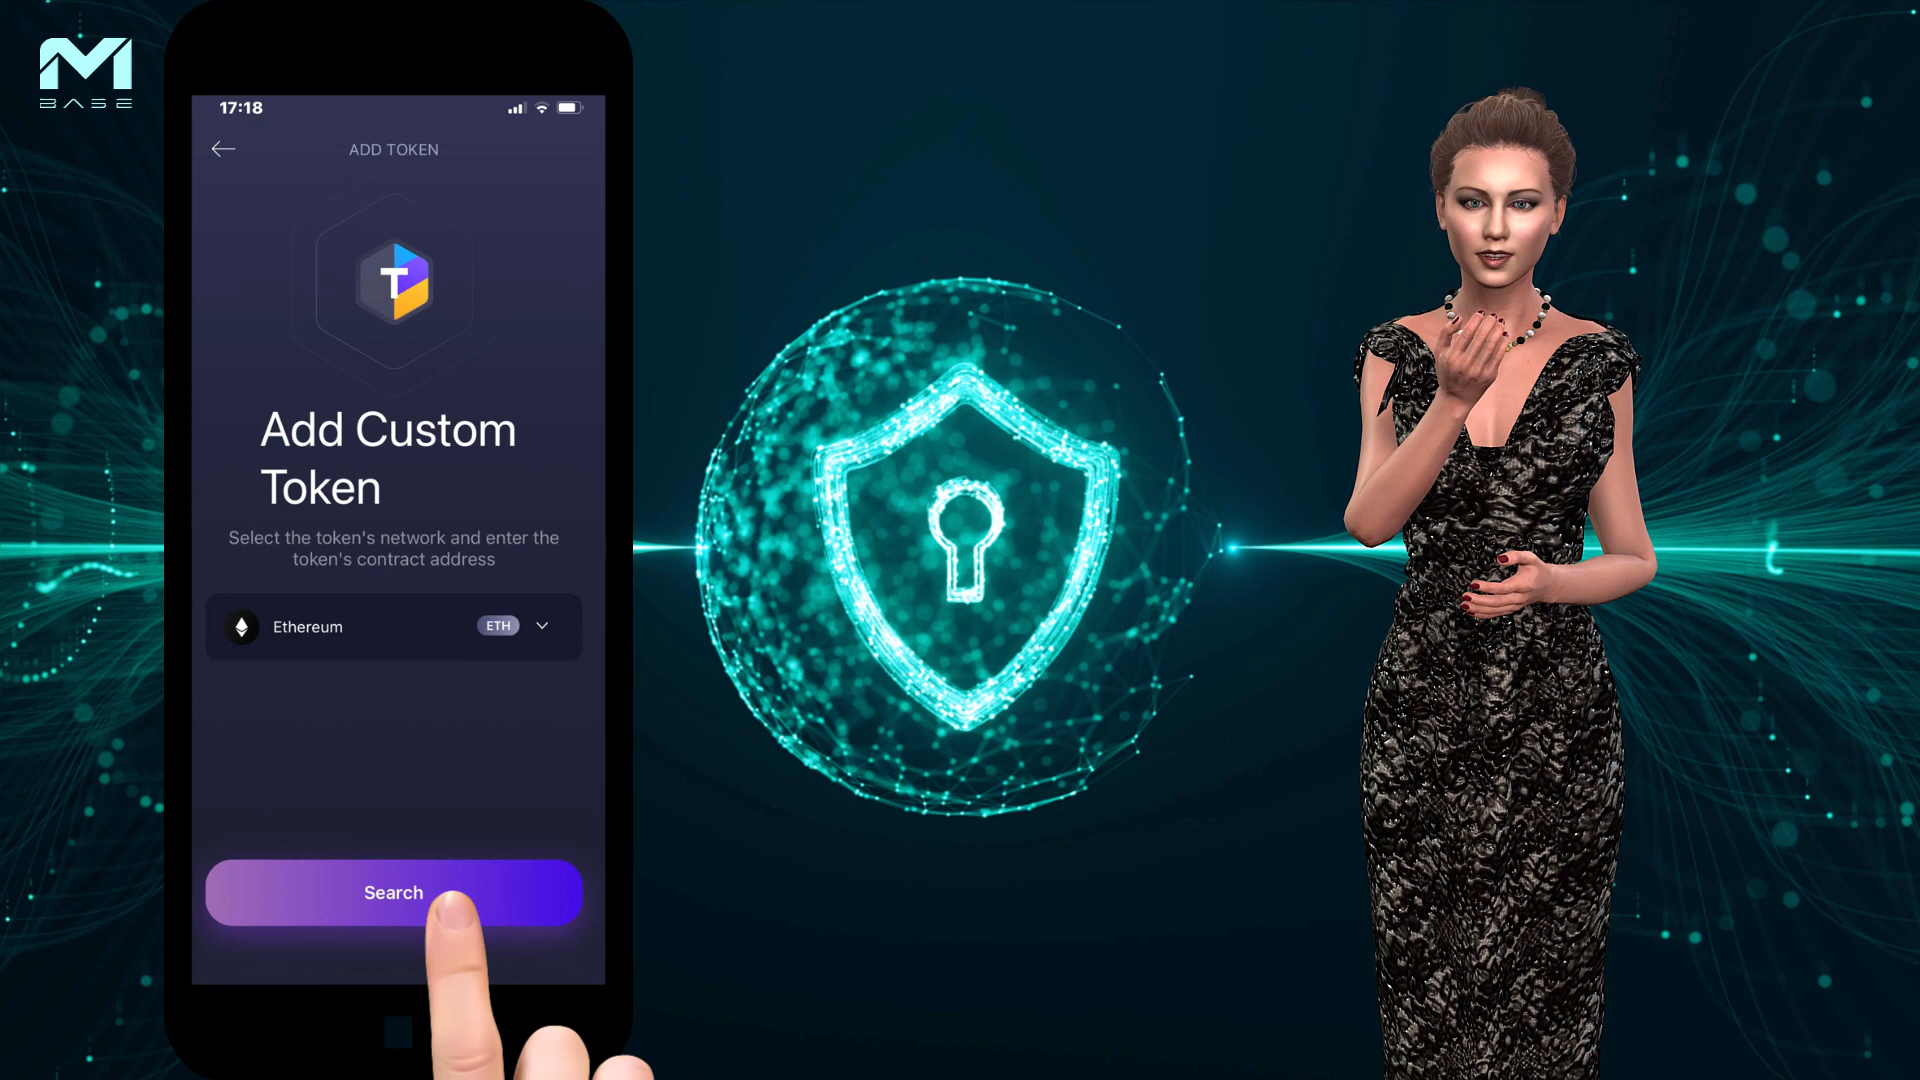 M
BASE
17:18
ADD TOKEN
T
Add Custom
Token
Select the token's network and enter the
token's contract address
Ethereum
ETH
Search